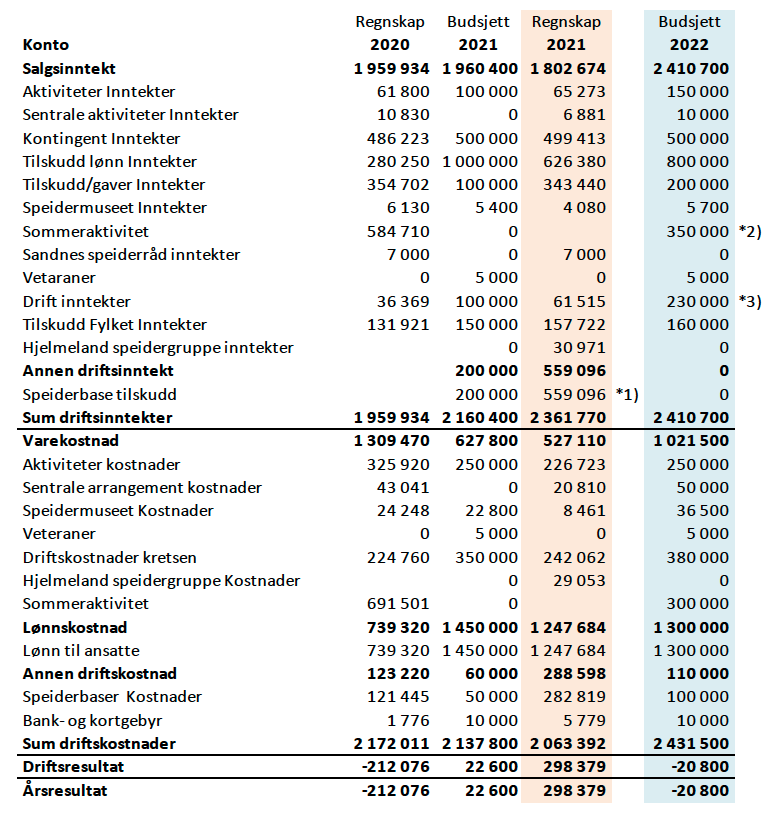 Regnskap Budsjett Regnskap Budsjett
Konto 2020 2021 2021 2022
Salgsinntekt 1 959 934 1 960 400 1 802 674 2 410 700
Aktiviteter Inntekter 61 800 100 000 65 273 150 000
Sentrale aktiviteter Inntekter 10 830 0 6 881 10 000
Kontingent Inntekter 486 223 500 000 499 413 500 000
Tilskudd lønn Inntekter 280 250 1 000 000 626 380 800 000
Tilskudd/gaver Inntekter 354 702 100 000 343 440 200 000
Speidermuseet Inntekter 6 130 5 400 4 080 5 700
Sommeraktivitet 584 710 0 350 000 *2)
Sandnes speiderråd inntekter 7 000 0 7 000 0
Vetaraner 0 5 000 0 5 000
Drift inntekter 36 369 100 000 61 515 230 000 *3)
Tilskudd Fylket Inntekter 131 921 150 000 157 722 160 000
Hjelmeland speidergruppe inntekter 0 30 971 0
Annen driftsinntekt 200 000 559 096 0
Speiderbase tilskudd 200 000 559 096 *1) 0
Sum driftsinntekter 1 959 934 2 160 400 2 361 770 2 410 700
Varekostnad 1 309 470 627 800 527 110 1 021 500
Aktiviteter kostnader 325 920 250 000 226 723 250 000
Sentrale arrangement kostnader 43 041 0 20 810 50 000
Speidermuseet Kostnader 24 248 22 800 8 461 36 500
Veteraner 0 5 000 0 5 000
Driftskostnader kretsen 224 760 350 000 242 062 380 000
Hjelmeland speidergruppe Kostnader 0 29 053 0
Sommeraktivitet 691 501 0 300 000
Lønnskostnad 739 320 1 450 000 1 247 684 1 300 000
Lønn til ansatte 739 320 1 450 000 1 247 684 1 300 000
Annen driftskostnad 123 220 60 000 288 598 110 000
Speiderbaser Kostnader 121 445 50 000 282 819 100 000
Bank- og kortgebyr 1 776 10 000 5 779 10 000
Sum driftskostnader 2 172 011 2 137 800 2 063 392 2 431 500
Driftsresultat -212 076 22 600 298 379 -20 800
Årsresultat -212 076 22 600 298 379 -20 800